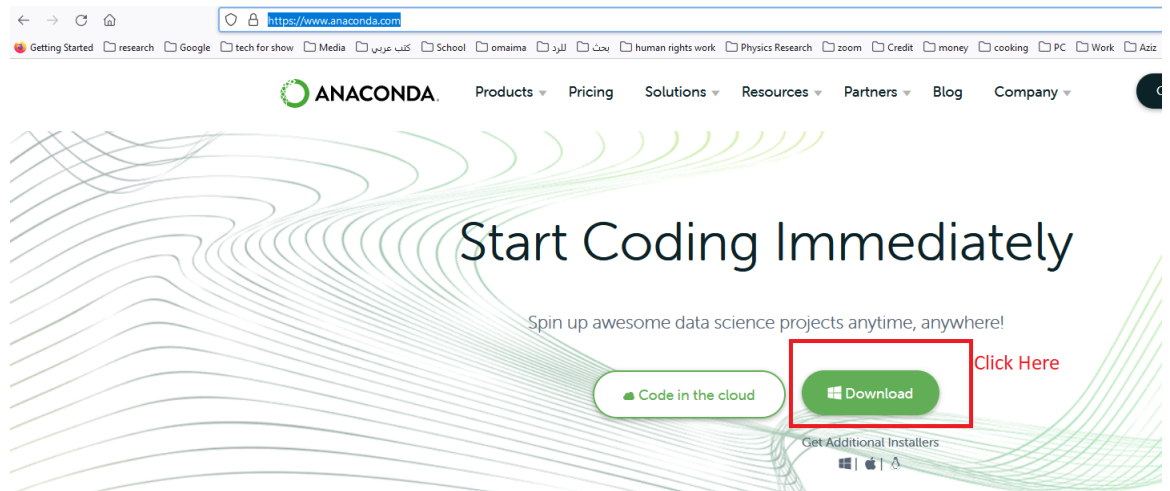 https://www.anaconda.com
Getting Started research Google tech for show Media كتب عربي School omaima بحث للرد human rights work Physics Research zoom Credit money cooking PC Work Aziz
ANACONDA. Products Pricing Solutions Resources Partners Blog Company
Start Coding Immediately
Spin up awesome data science projects anytime, anywhere!
Click Here
Code in the cloud Download
Get Additional Installers